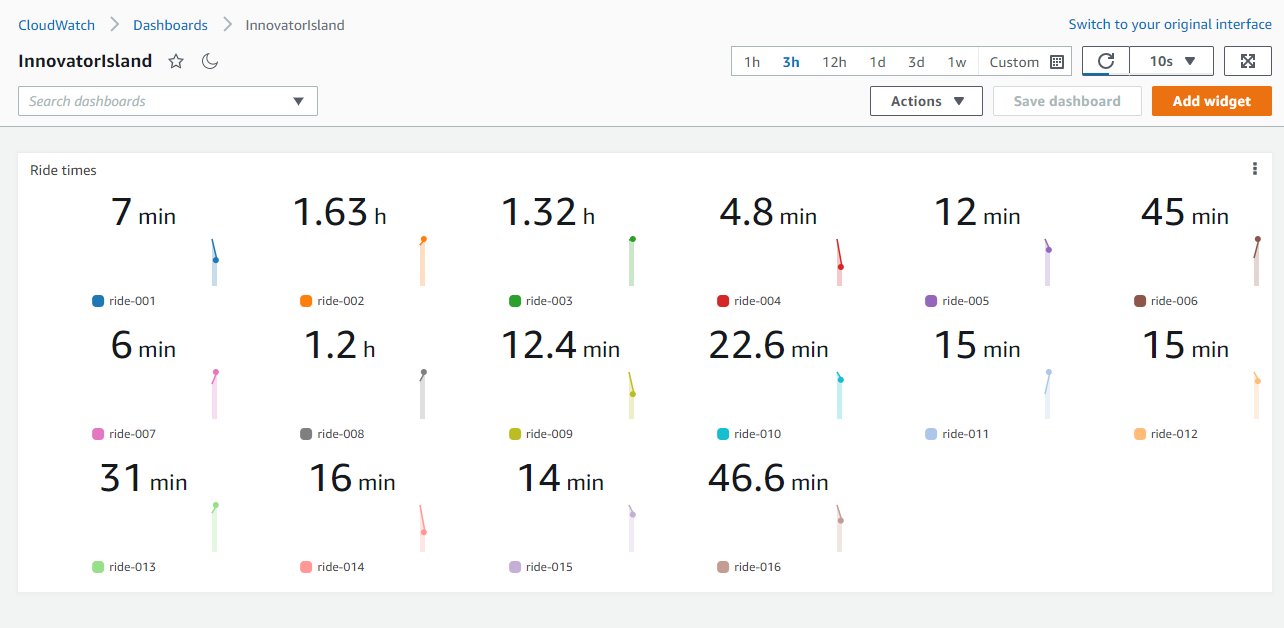 CloudWatch Dashboards InnovatorIsland
Switch to your original interface
InnovatorIsland
1h 3h 12h 1d 3d 1w Custom
10s
Search dashboards
Actions
Save dashboard
Add widget
Ride times
7 min 1.63 h 1.32 h 4.8 min 12 min 45 min
ride-001 ride-002 ride-003 ride-004 ride-005 ride-006
6 min 1.2 h 12.4 min 22.6 min 15 min 15 min
ride-007 ride-008 ride-009 ride-010 ride-011 ride-012
31 min 16 min 14 min 46.6 min
ride-013 ride-014 ride-015 ride-016